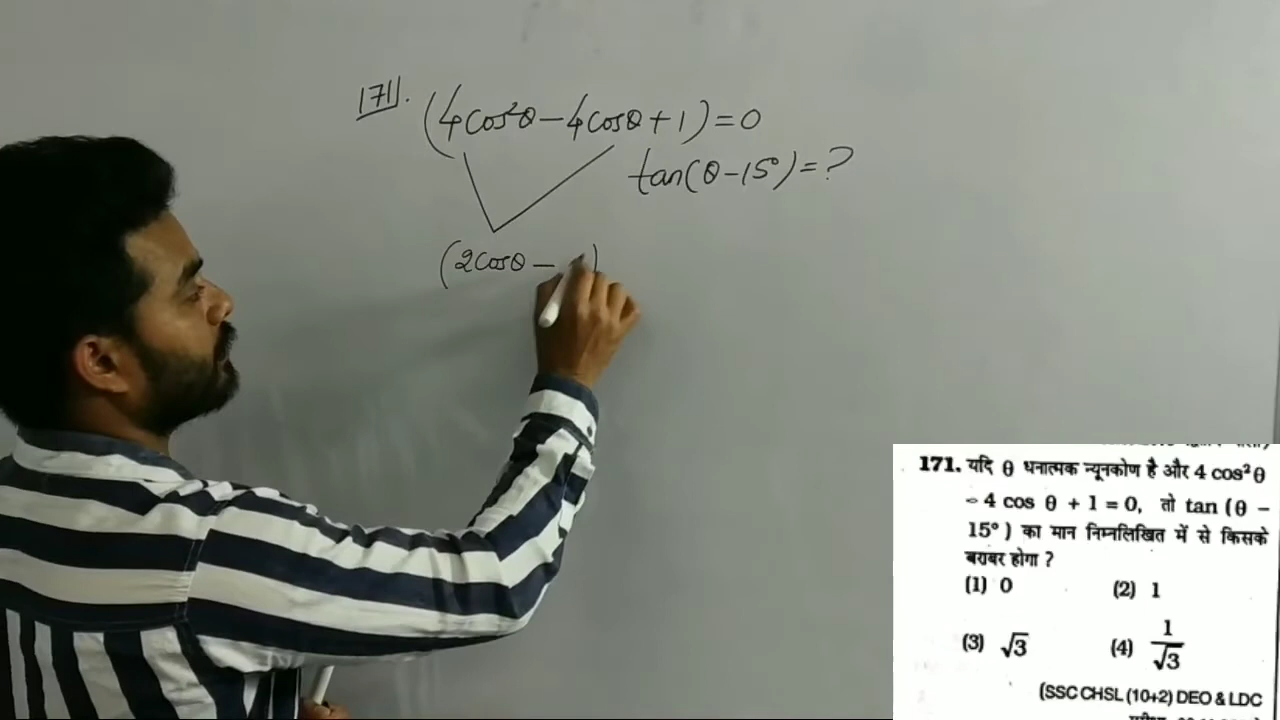 171. (4cos²θ-4cosθ+1)=0
tan(θ-15°)=?
(2cosθ- )
171. यदि θ धनात्मक न्यूनकोण है और 4 cos²θ
- 4 cos θ + 1 = 0, तो tan (θ –
15°) का मान निम्नलिखित में से किसके
बराबर होगा ?
(1) 0 (2) 1
(3) √3 (4) 1/√3
(SSC CHSL (10+2) DEO & LDC